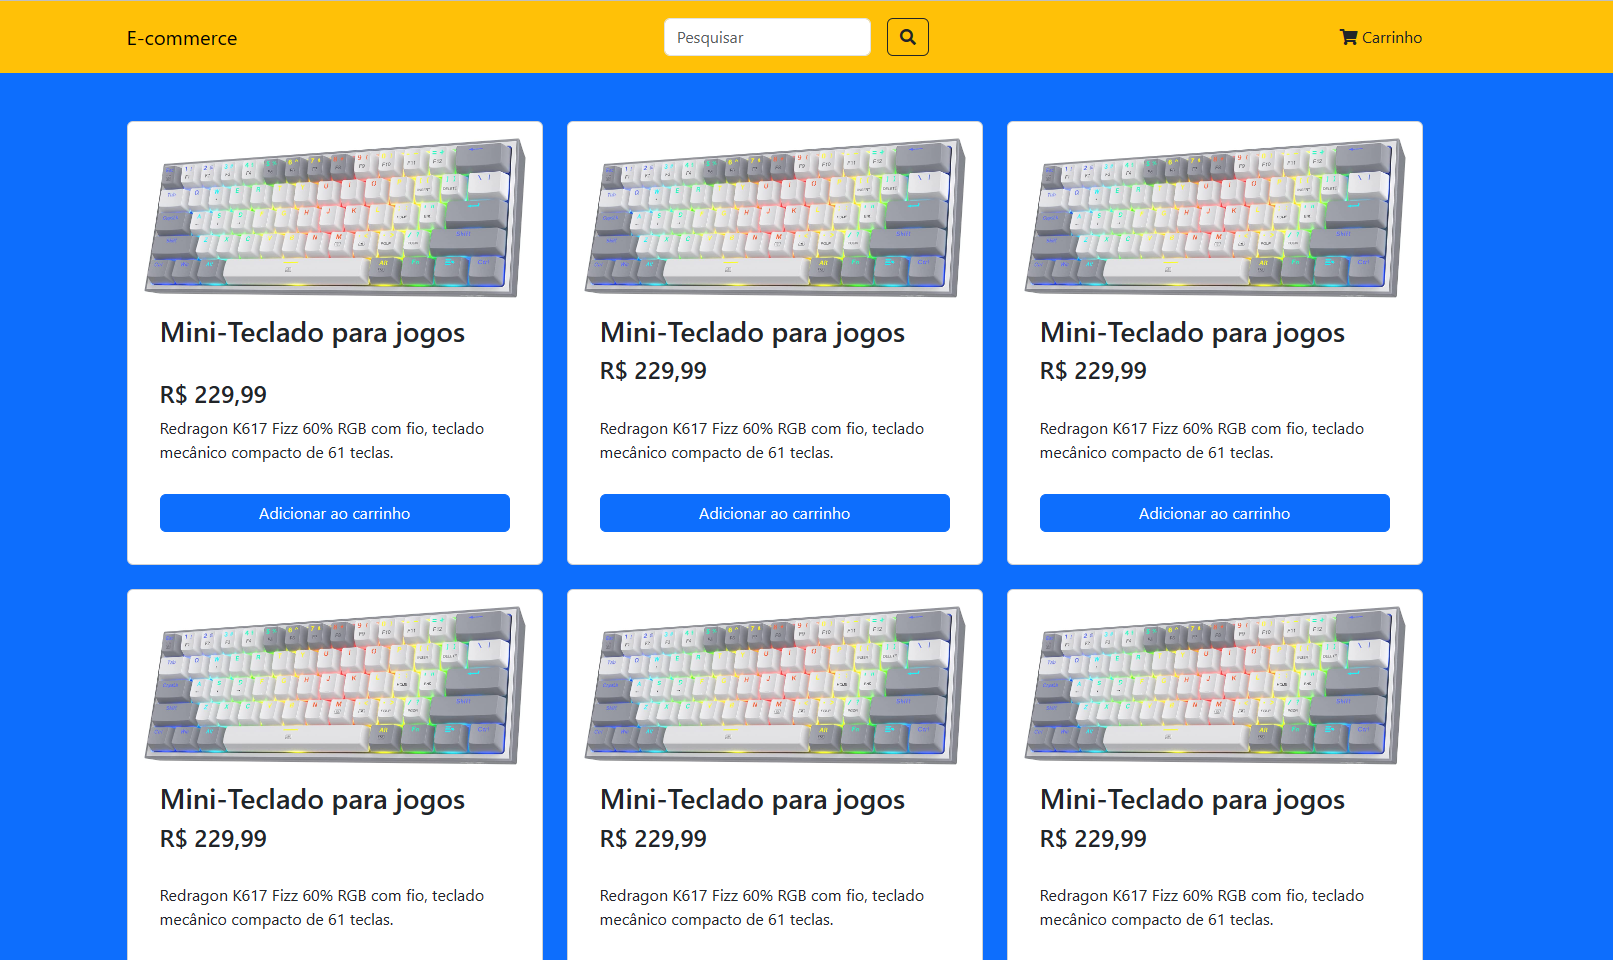 E-commerce
Pesquisar
Carrinho
Mini-Teclado para jogos
R$ 229,99
Redragon K617 Fizz 60% RGB com fio, teclado
mecânico compacto de 61 teclas.
Adicionar ao carrinho
Mini-Teclado para jogos
R$ 229,99
Redragon K617 Fizz 60% RGB com fio, teclado
mecânico compacto de 61 teclas.
Adicionar ao carrinho
Mini-Teclado para jogos
R$ 229,99
Redragon K617 Fizz 60% RGB com fio, teclado
mecânico compacto de 61 teclas.
Adicionar ao carrinho
Mini-Teclado para jogos
R$ 229,99
Redragon K617 Fizz 60% RGB com fio, teclado
mecânico compacto de 61 teclas.
Mini-Teclado para jogos
R$ 229,99
Redragon K617 Fizz 60% RGB com fio, teclado
mecânico compacto de 61 teclas.
Mini-Teclado para jogos
R$ 229,99
Redragon K617 Fizz 60% RGB com fio, teclado
mecânico compacto de 61 teclas.